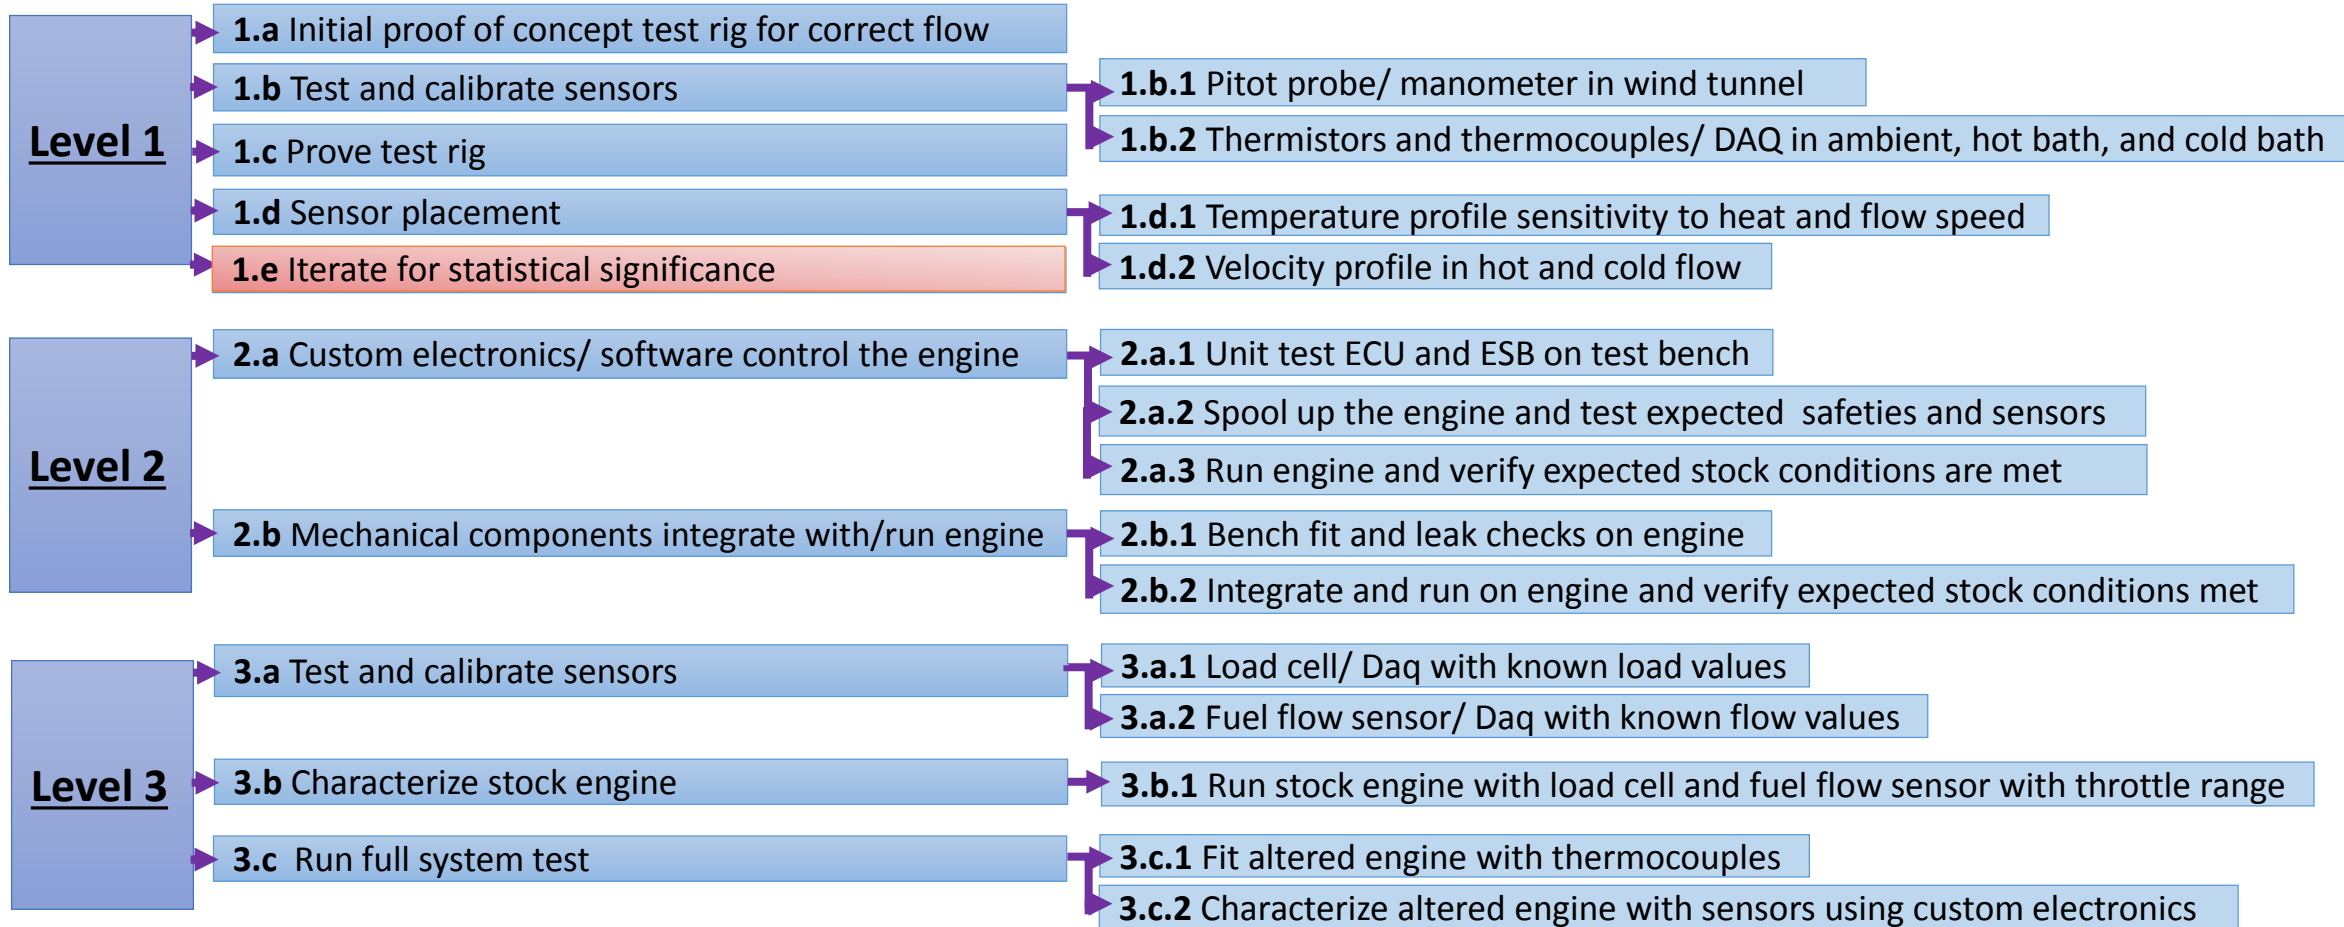 Level 1
1.a Initial proof of concept test rig for correct flow
1.b Test and calibrate sensors
1.b.1 Pitot probe/ manometer in wind tunnel
1.b.2 Thermistors and thermocouples/ DAQ in ambient, hot bath, and cold bath
1.c Prove test rig
1.d Sensor placement
1.d.1 Temperature profile sensitivity to heat and flow speed
1.d.2 Velocity profile in hot and cold flow
1.e Iterate for statistical significance
Level 2
2.a Custom electronics/ software control the engine
2.a.1 Unit test ECU and ESB on test bench
2.a.2 Spool up the engine and test expected  safeties and sensors
2.a.3 Run engine and verify expected stock conditions are met
2.b Mechanical components integrate with/run engine
2.b.1 Bench fit and leak checks on engine
2.b.2 Integrate and run on engine and verify expected stock conditions met
Level 3
3.a Test and calibrate sensors
3.a.1 Load cell/ Daq with known load values
3.a.2 Fuel flow sensor/ Daq with known flow values
3.b Characterize stock engine
3.b.1 Run stock engine with load cell and fuel flow sensor with throttle range
3.c  Run full system test
3.c.1 Fit altered engine with thermocouples
3.c.2 Characterize altered engine with sensors using custom electronics